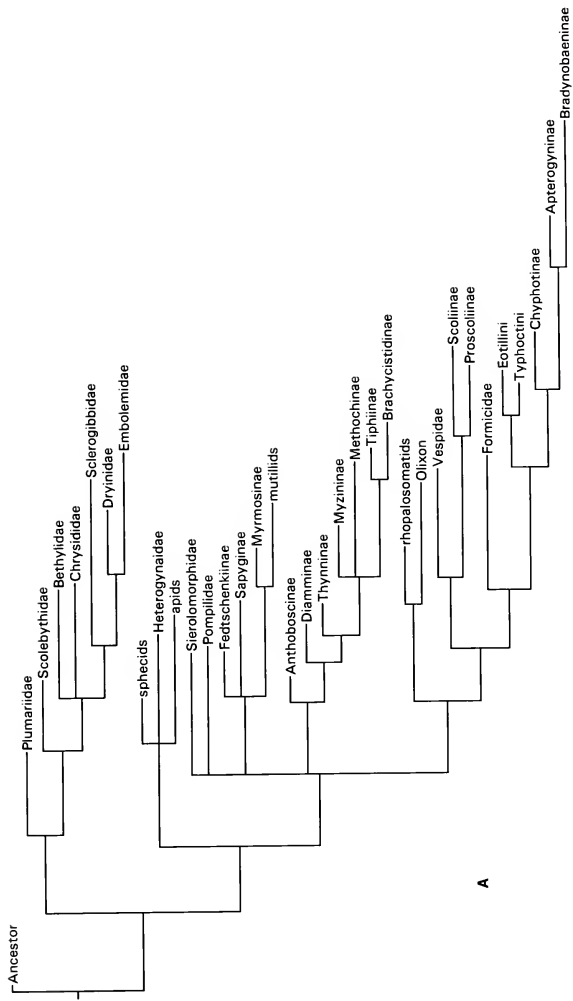 Ancestor
Plumariidae
Scolebythidae
Bethylidae
Chrysididae
Sclerogibbidae
Dryinidae
Embolemidae
sphecids
Heterogynaidae
apids
Sierolomorphidae
Pompilidae
Fedtschenkiinae
Sapyginae
Myrmosinae
mutillids
Anthoboscinae
Diamminae
Thynninae
Myzininae
Methochinae
Tiphiinae
Brachycistidinae
rhopalosomatids
Olixon
Vespidae
Scoliinae
Proscoliinae
Formicidae
Eotillini
Typhoctini
Chyphotinae
Apterogyninae
Bradynobaeninae
A